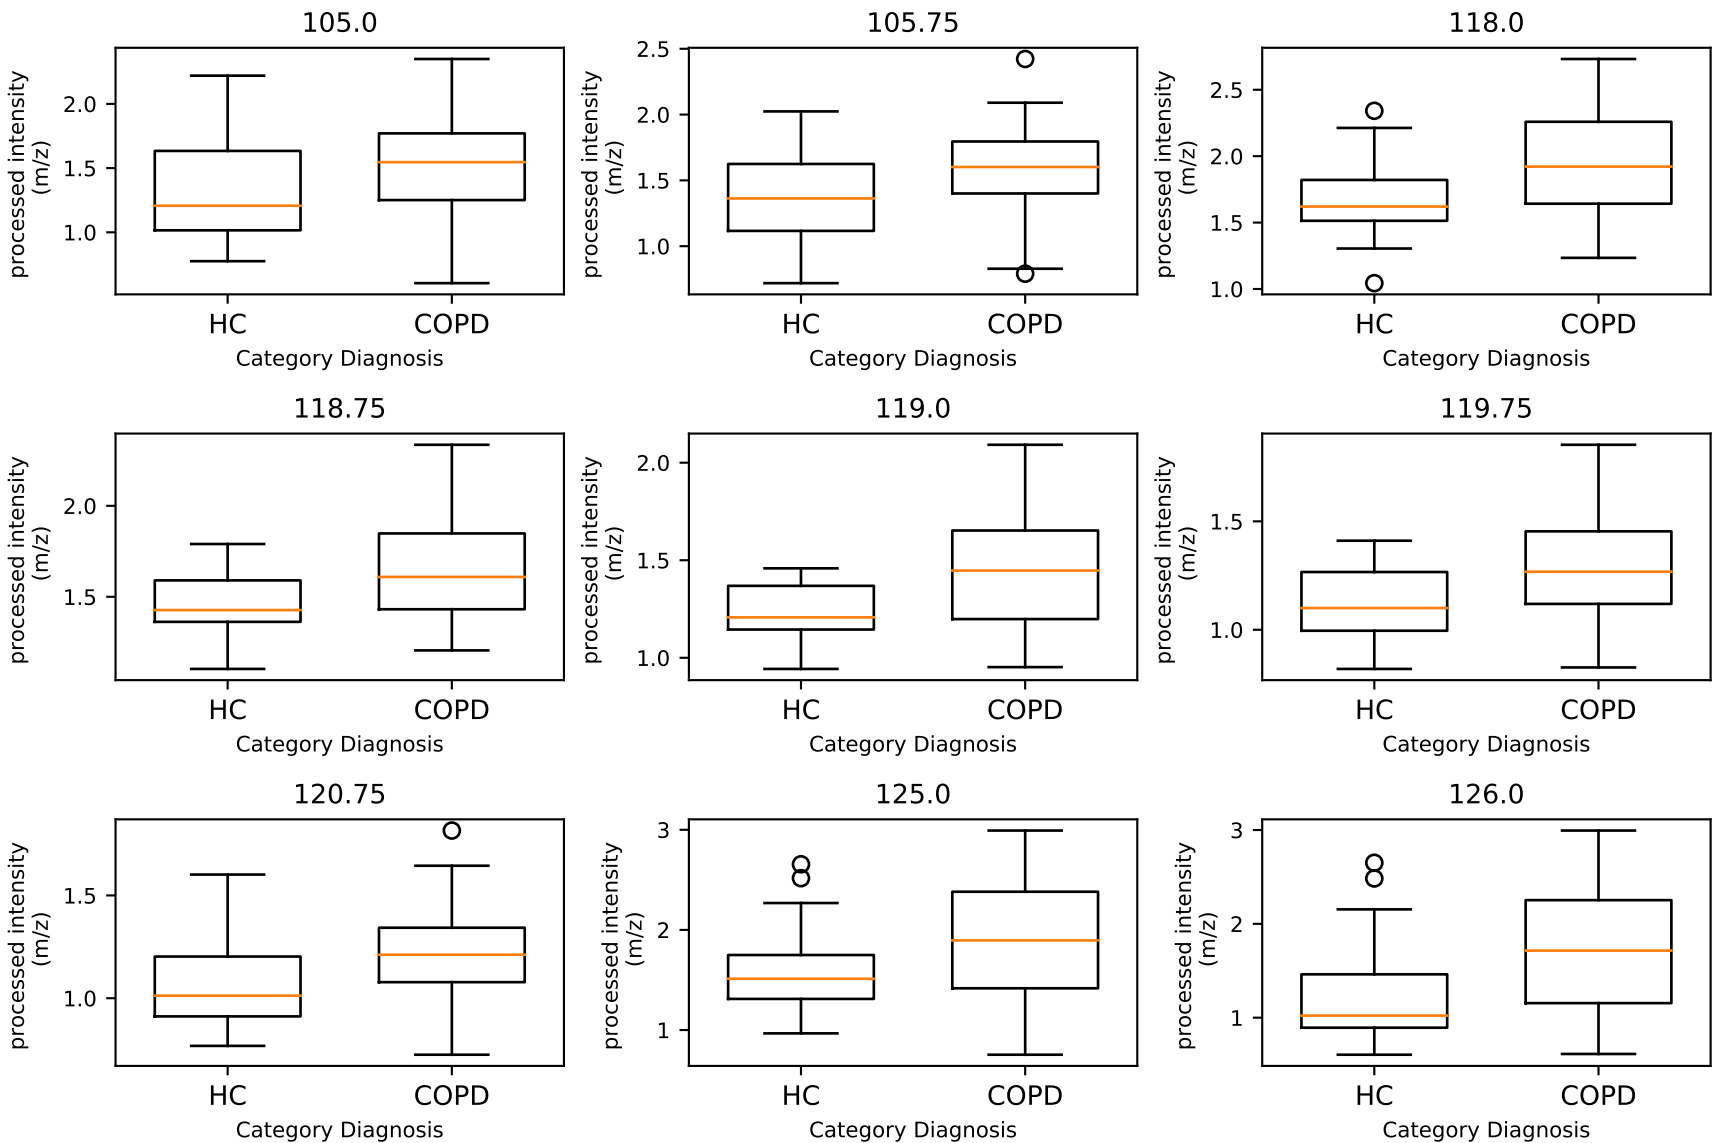 105.0
processed intensity
(m/z)
2.0
1.5
1.0
HC
COPD
Category Diagnosis
105.75
processed intensity
(m/z)
2.5
2.0
1.5
1.0
HC
COPD
Category Diagnosis
118.0
processed intensity
(m/z)
2.5
2.0
1.5
1.0
HC
COPD
Category Diagnosis
118.75
processed intensity
(m/z)
2.0
1.5
HC
COPD
Category Diagnosis
119.0
processed intensity
(m/z)
2.0
1.5
1.0
HC
COPD
Category Diagnosis
119.75
processed intensity
(m/z)
1.5
1.0
HC
COPD
Category Diagnosis
120.75
processed intensity
(m/z)
1.5
1.0
HC
COPD
Category Diagnosis
125.0
processed intensity
(m/z)
3
2
1
HC
COPD
Category Diagnosis
126.0
processed intensity
(m/z)
3
2
1
HC
COPD
Category Diagnosis